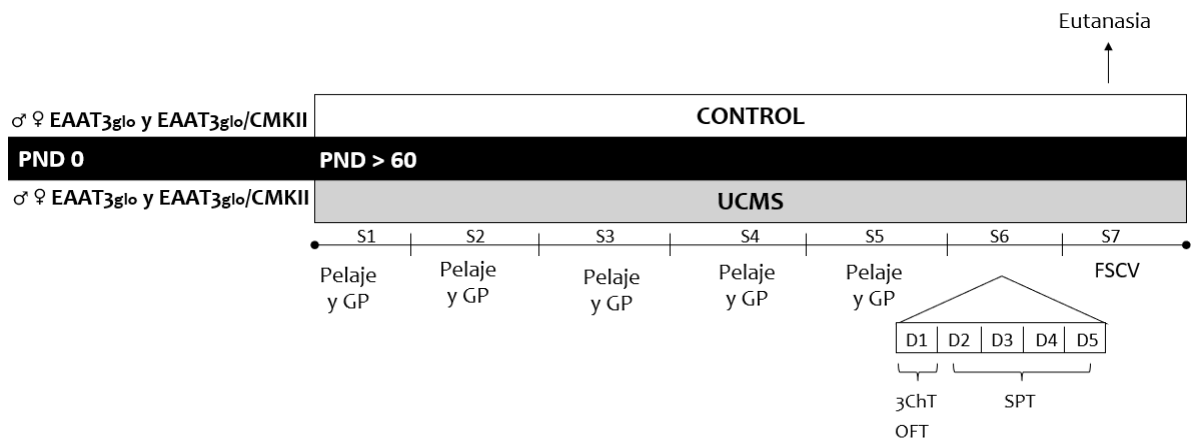 Eutanasia
♂ ♀ EAAT3glo y EAAT3glo/CMKII
CONTROL
PND 0
PND > 60
♂ ♀ EAAT3glo y EAAT3glo/CMKII
UCMS
S1 S2 S3 S4 S5 S6 S7
Pelaje
y GP
Pelaje
y GP
Pelaje
y GP
Pelaje
y GP
Pelaje
y GP
FSCV
D1 D2 D3 D4 D5
3ChT
OFT
SPT